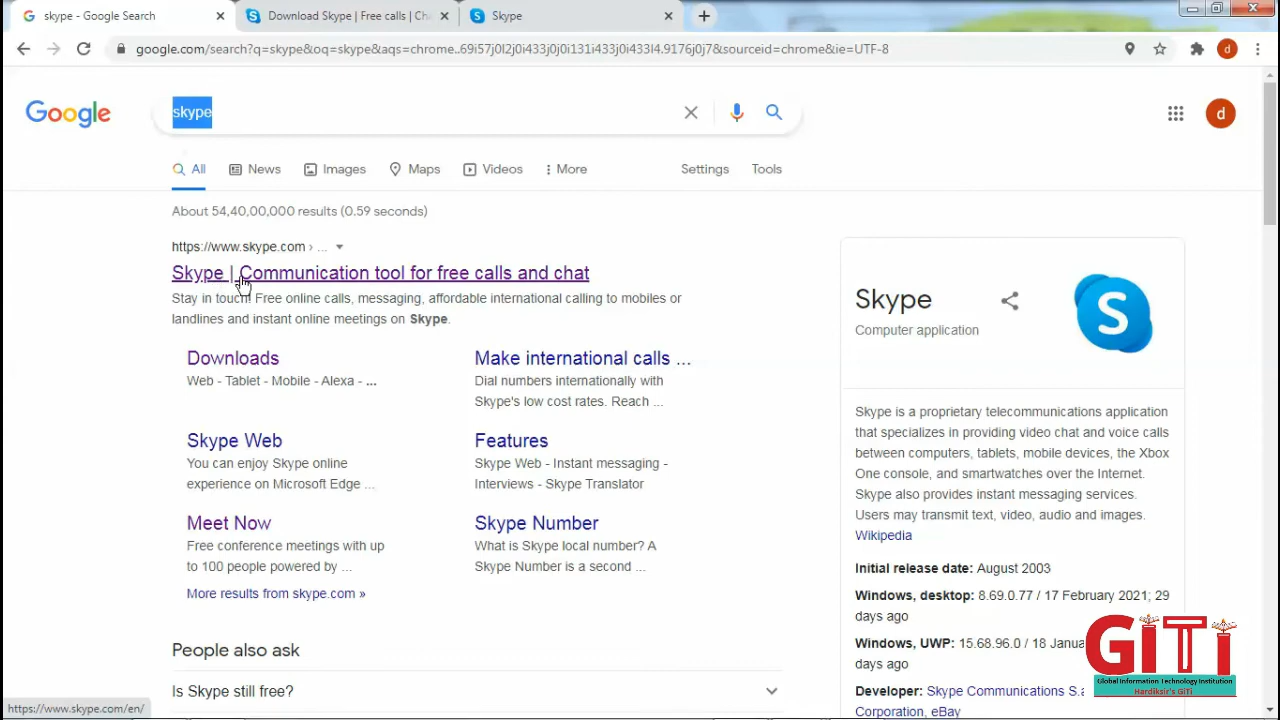 skype - Google Search
Download Skype | Free calls | Ch
Skype
google.com/search?q=skype&oq=skype&aqs=chrome..69i57j0l2j0i433j0j0i131i433j0i433l4.9176j0j7&sourceid=chrome&ie=UTF-8
d
Google
skype
d
All
News
Images
Maps
Videos
More
Settings
Tools
About 54,40,00,000 results (0.59 seconds)
https://www.skype.com › ...
Skype | Communication tool for free calls and chat
Stay in touch! Free online calls, messaging, affordable international calling to mobiles or
landlines and instant online meetings on Skype.
Downloads
Web - Tablet - Mobile - Alexa - ...
Make international calls ...
Dial numbers internationally with
Skype's low cost rates. Reach ...
Skype Web
You can enjoy Skype online
experience on Microsoft Edge ...
Features
Skype Web - Instant messaging -
Interviews - Skype Translator
Meet Now
Free conference meetings with up
to 100 people powered by ...
Skype Number
What is Skype local number? A
Skype Number is a second ...
More results from skype.com »
People also ask
Is Skype still free?
https://www.skype.com/en/
Skype
Computer application
S
Skype is a proprietary telecommunications application
that specializes in providing video chat and voice calls
between computers, tablets, mobile devices, the Xbox
One console, and smartwatches over the Internet.
Skype also provides instant messaging services.
Users may transmit text, video, audio and images.
Wikipedia
Initial release date: August 2003
Windows, desktop: 8.69.0.77 / 17 February 2021; 29
days ago
Windows, UWP: 15.68.96.0 / 18 Janua
days ago
Developer: Skype Communications S.a
Corporation, eBay
GiTi
Global Information Technology Institution
Hardiksir's GiTi